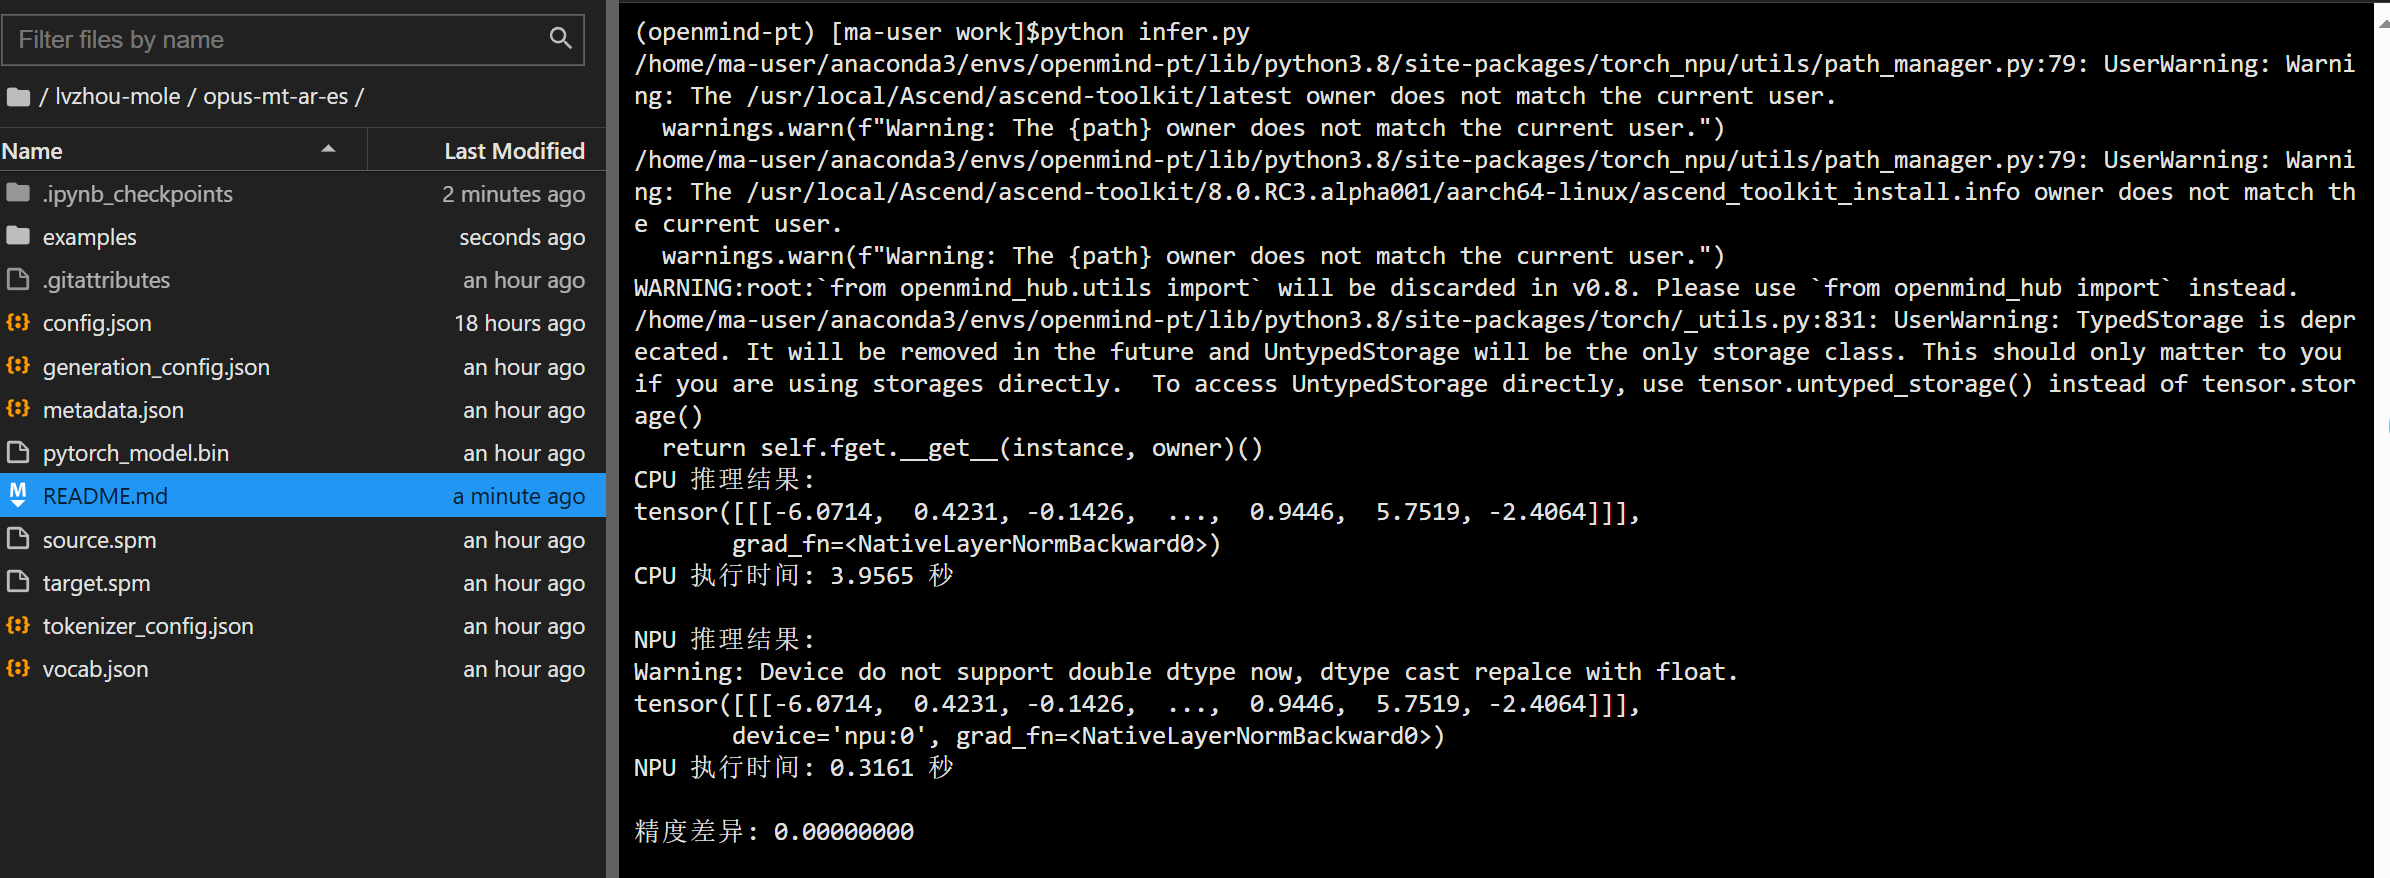 Filter files by name
/ lvzhou-mole / opus-mt-ar-es /
Name Last Modified
.ipynb_checkpoints 2 minutes ago
examples seconds ago
.gitattributes an hour ago
config.json 18 hours ago
generation_config.json an hour ago
metadata.json an hour ago
pytorch_model.bin an hour ago
README.md a minute ago
source.spm an hour ago
target.spm an hour ago
tokenizer_config.json an hour ago
vocab.json an hour ago
(openmind-pt) [ma-user work]$python infer.py
/home/ma-user/anaconda3/envs/openmind-pt/lib/python3.8/site-packages/torch_npu/utils/path_manager.py:79: UserWarning: Warni
ng: The /usr/local/Ascend/ascend-toolkit/latest owner does not match the current user.
  warnings.warn(f"Warning: The {path} owner does not match the current user.")
/home/ma-user/anaconda3/envs/openmind-pt/lib/python3.8/site-packages/torch_npu/utils/path_manager.py:79: UserWarning: Warni
ng: The /usr/local/Ascend/ascend-toolkit/8.0.RC3.alpha001/aarch64-linux/ascend_toolkit_install.info owner does not match th
e current user.
  warnings.warn(f"Warning: The {path} owner does not match the current user.")
WARNING:root:`from openmind_hub.utils import` will be discarded in v0.8. Please use `from openmind_hub import` instead.
/home/ma-user/anaconda3/envs/openmind-pt/lib/python3.8/site-packages/torch/_utils.py:831: UserWarning: TypedStorage is depr
ecated. It will be removed in the future and UntypedStorage will be the only storage class. This should only matter to you
if you are using storages directly.  To access UntypedStorage directly, use tensor.untyped_storage() instead of tensor.stor
age()
  return self.fget.__get__(instance, owner)()
CPU 推理结果:
tensor([[[-6.0714,  0.4231, -0.1426,  ...,  0.9446,  5.7519, -2.4064]]],
       grad_fn=<NativeLayerNormBackward0>)
CPU 执行时间: 3.9565 秒
NPU 推理结果:
Warning: Device do not support double dtype now, dtype cast repalce with float.
tensor([[[-6.0714,  0.4231, -0.1426,  ...,  0.9446,  5.7519, -2.4064]]],
       device='npu:0', grad_fn=<NativeLayerNormBackward0>)
NPU 执行时间: 0.3161 秒
精度差异: 0.00000000